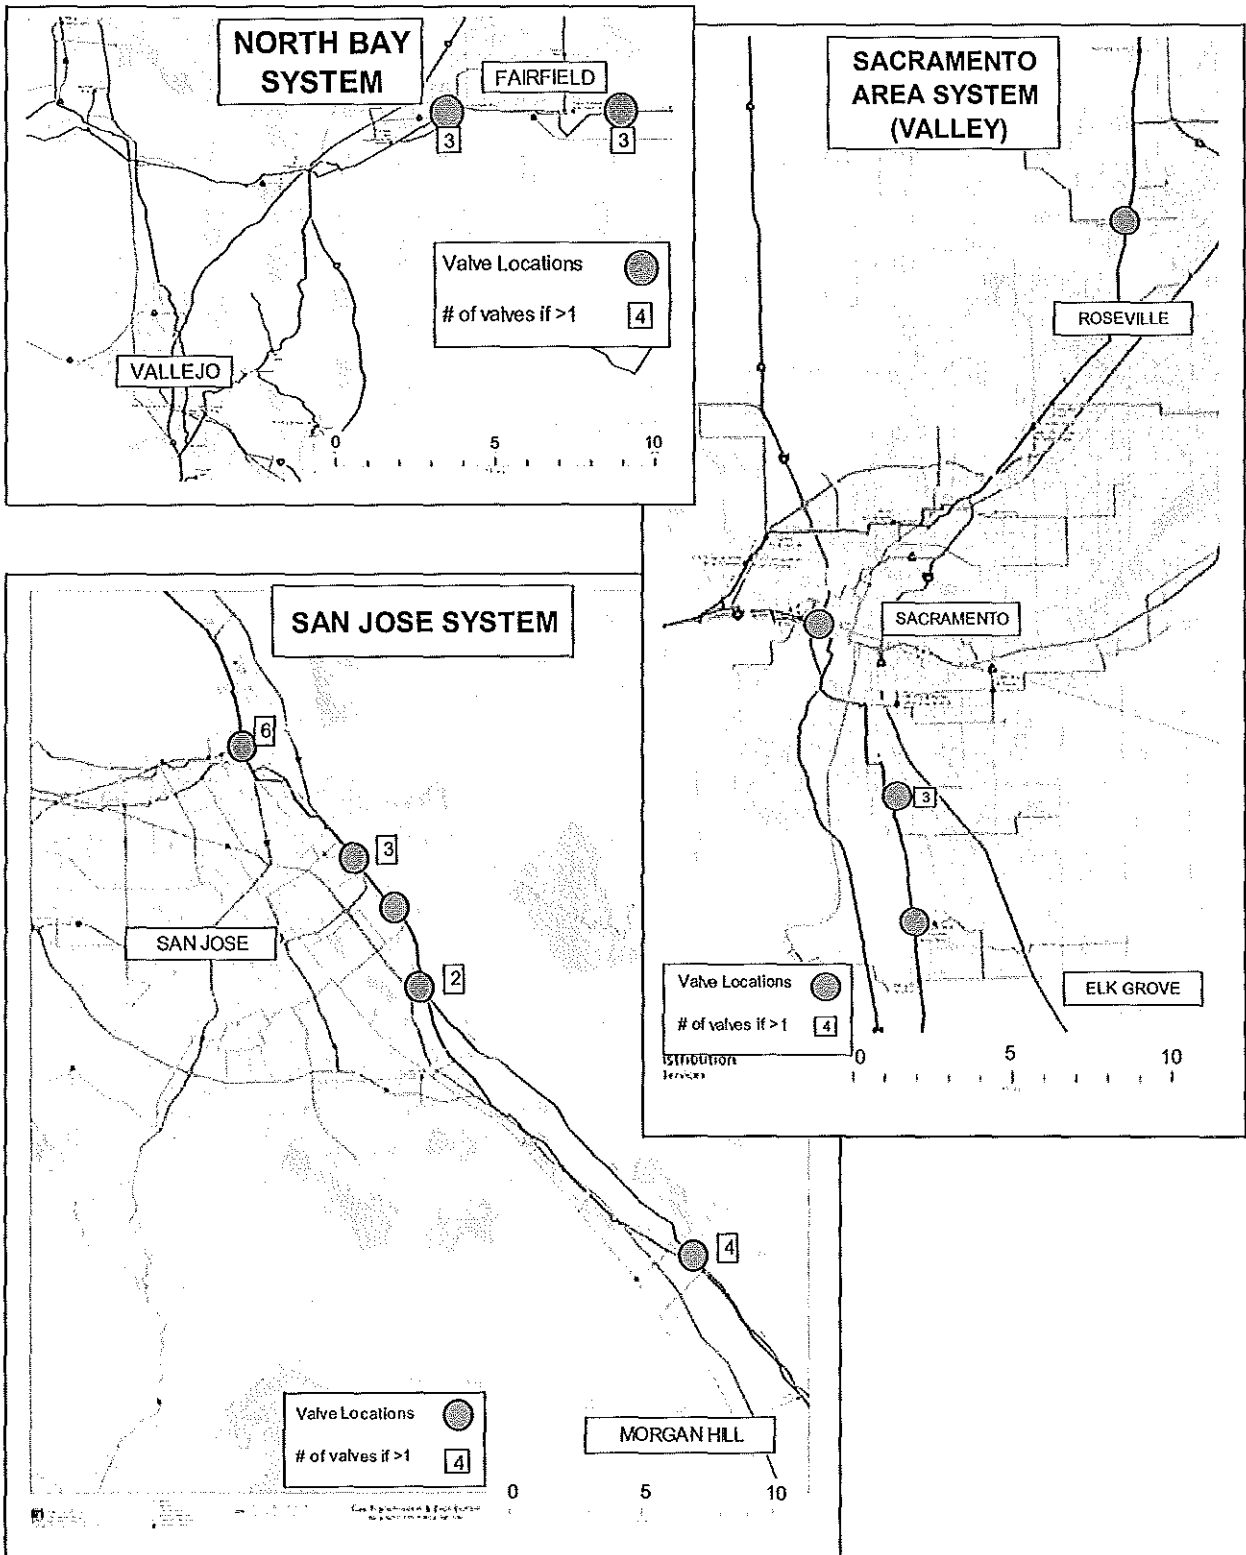 NORTH BAY
SYSTEM
FAIRFIELD
3
3
Valve Locations
# of valves if >1
4
VALLEJO
0 5 10
SACRAMENTO
AREA SYSTEM
(VALLEY)
ROSEVILLE
SACRAMENTO
3
Valve Locations
# of valves if >1
4
ELK GROVE
0 5 10
SAN JOSE SYSTEM
6
3
SAN JOSE
2
4
Valve Locations
# of valves if >1
4
MORGAN HILL
0 5 10